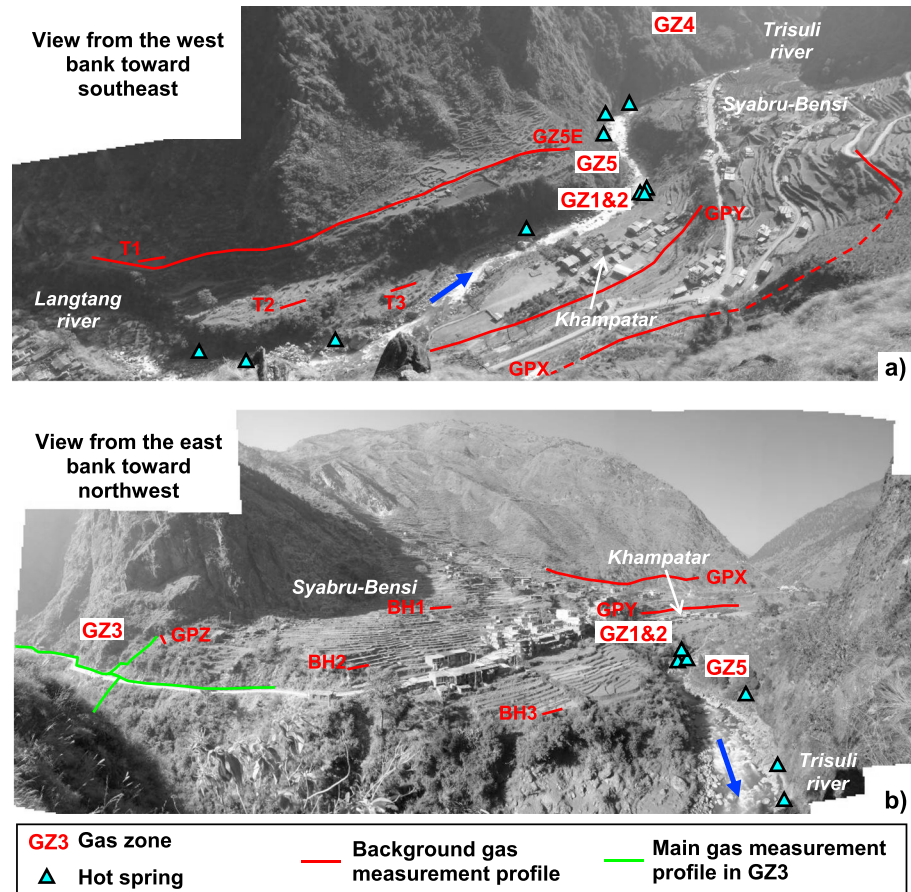 View from the west
bank toward
southeast
GZ4
Trisuli
river
Syabru-Bensi
GZ5E
GZ5
GZ1&2
GPY
T1
Langtang
river
T2
T3
Khampatar
GPX
a)
View from the east
bank toward
northwest
Khampatar
Syabru-Bensi
GPX
BH1
GPY
GZ3
GPZ
GZ1&2
BH2
GZ5
BH3
Trisuli
river
b)
GZ3 Gas zone
Hot spring
Background gas
measurement profile
Main gas measurement
profile in GZ3